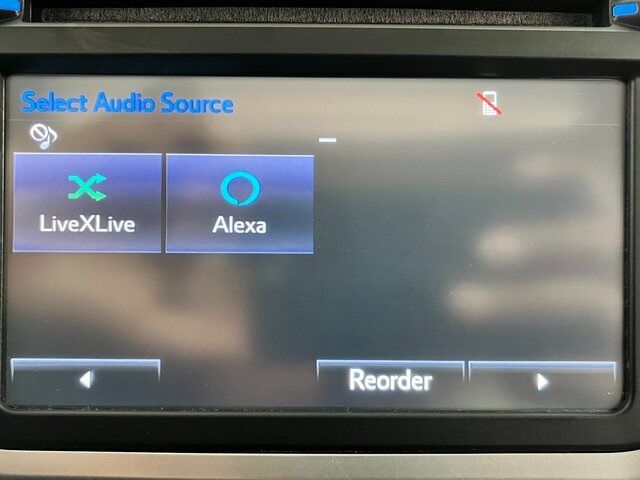 Select Audio Source
LiveXLive
Alexa
Reorder